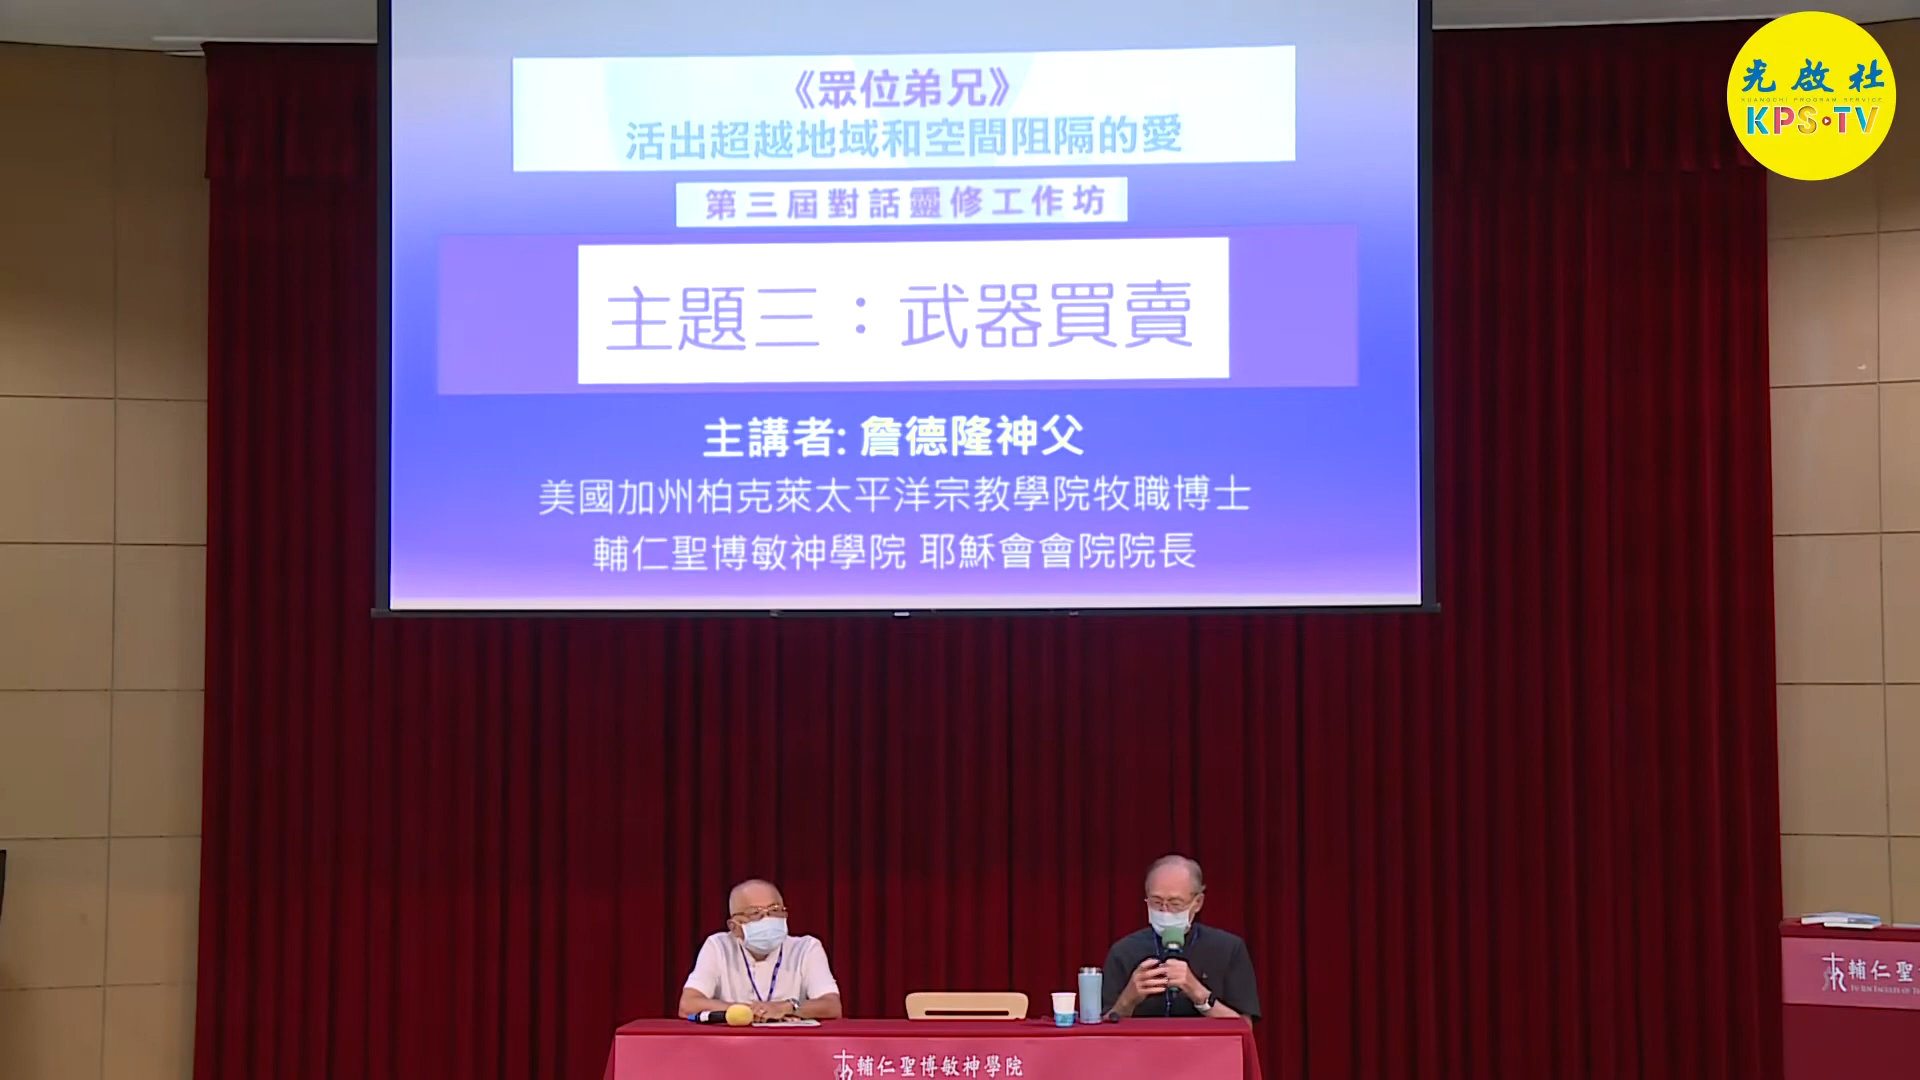 《眾位弟兄》
活出超越地域和空間阻隔的愛
第三屆對話靈修工作坊
主題三：武器買賣
主講者: 詹德隆神父
美國加州柏克萊太平洋宗教學院牧職博士
輔仁聖博敏神學院 耶穌會會院院長
光啟社
KUANGCHI PROGRAM SERVICE
KPS TV
輔仁聖博敏神學院
輔仁聖